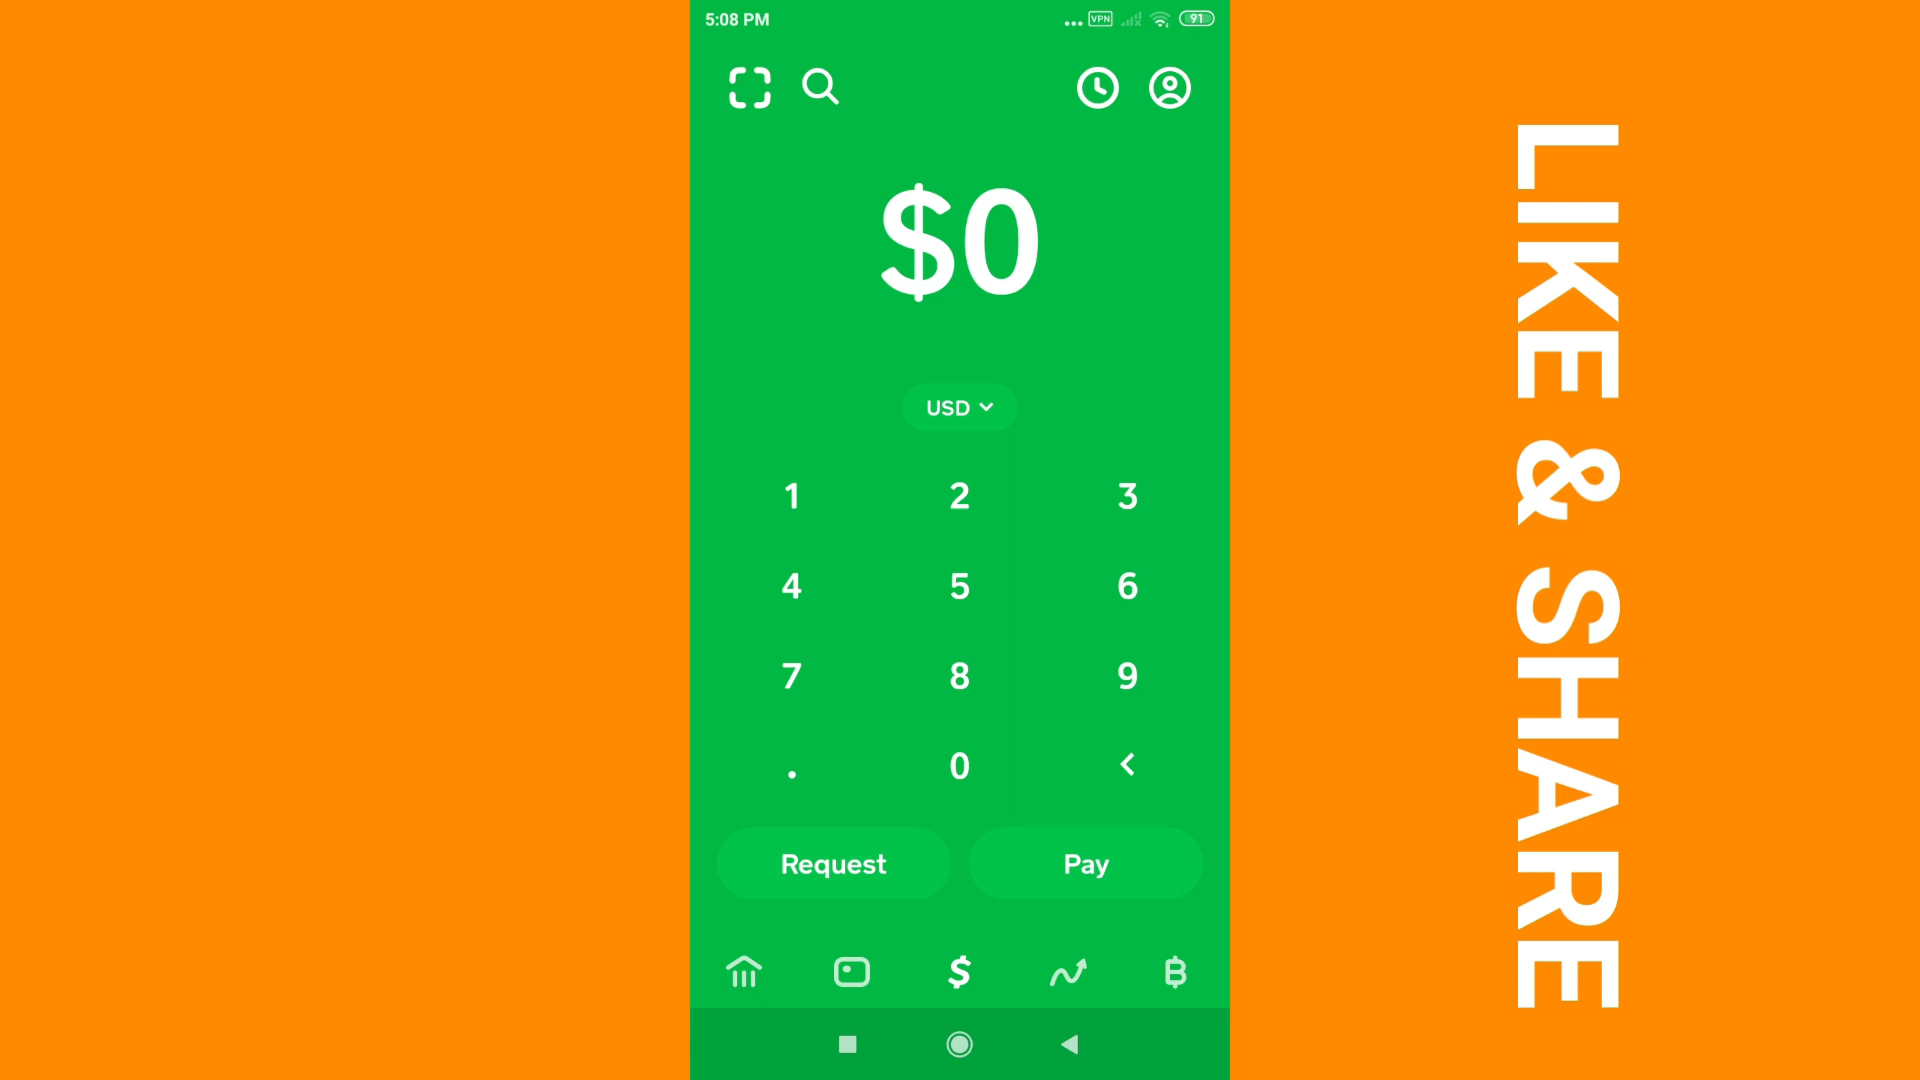 5:08 PM
VPN
91
$0
USD
1 2 3
4 5 6
7 8 9
. 0 <
Request Pay
LIKE & SHARE